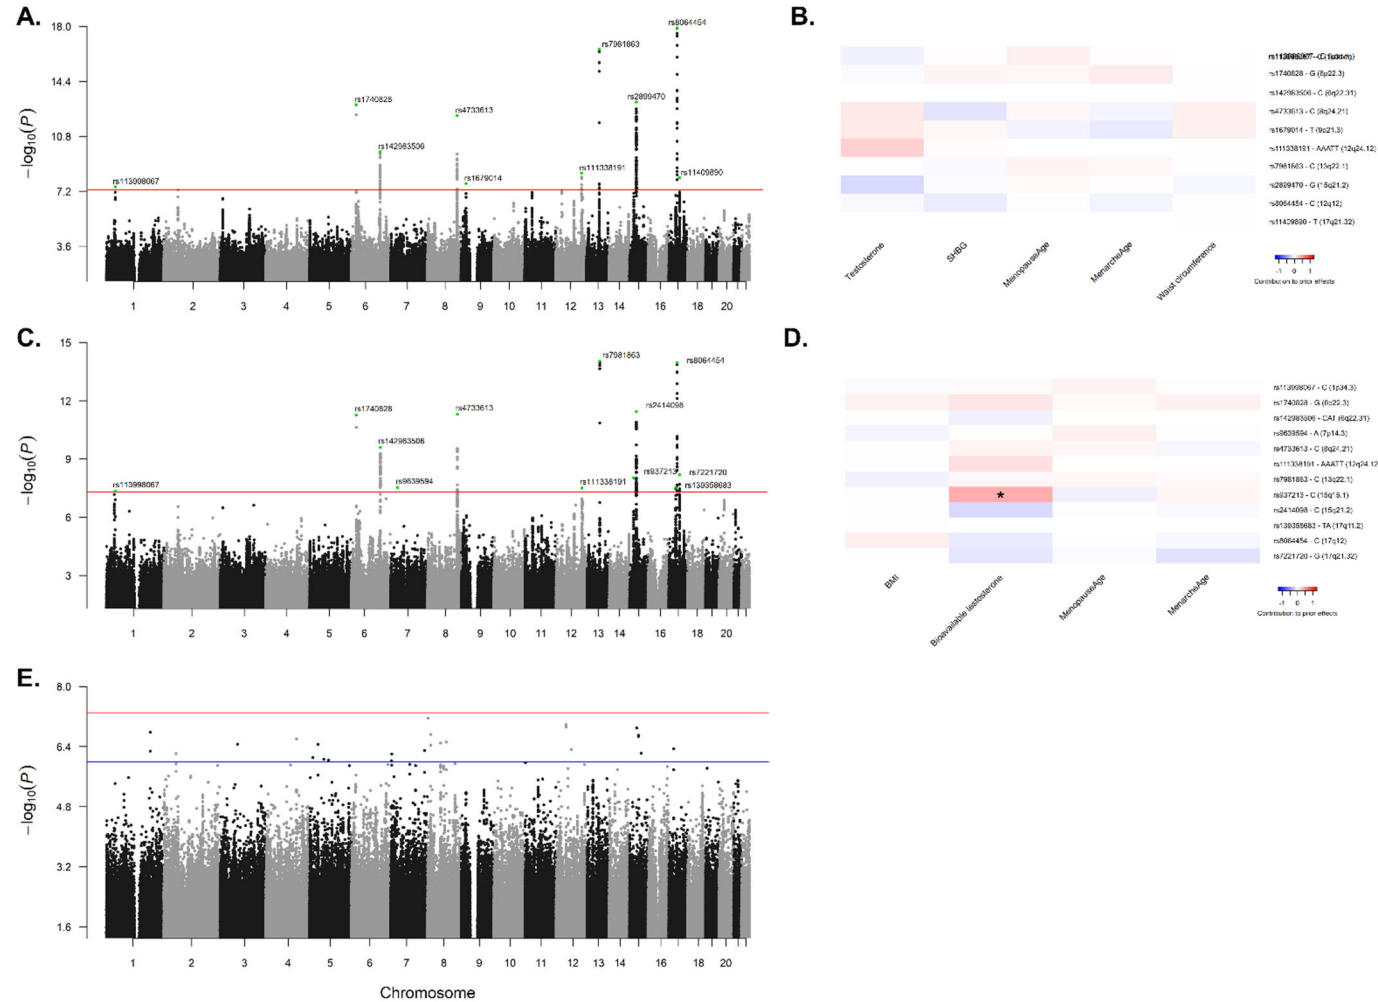 A.
18.0
14.4
10.8
7.2
3.6
−log10(P)
rs113998067
rs1740828
rs142983506
rs4733613
rs1679014
rs111338191
rs7981863
rs2899470
rs8064454
rs11409890
1 2 3 4 5 6 7 8 9 10 11 12 13 14 16 18 20
B.
rs1740828 - G (6p22.3)
rs142983506 - C (6q22.31)
rs4733613 - C (8q24.21)
rs1679014 - T (9q21.3)
rs111338191 - AAATT (12q24.12)
rs7981863 - C (13q22.1)
rs2899470 - G (15q21.2)
rs8064454 - C (12q12)
rs11409890 - T (17q21.32)
Testosterone
SHBG
MenopauseAge
MenarcheAge
Waist circumference
-1 0 1
Contribution to prior effects
C.
15
12
9
6
3
−log10(P)
rs113998067
rs1740828
rs142963506
rs9639594
rs4733613
rs111338191
rs7981863
rs2414098
rs937213
rs8064454
rs7221720
rs139358683
1 2 3 4 5 6 7 8 9 10 11 12 13 14 16 18 20
D.
rs113998067 - C (1p34.3)
rs1740828 - G (6p22.3)
rs142983506 - CAT (6q22.31)
rs9639594 - A (7p14.3)
rs4733613 - C (8q24.21)
rs111338191 - AAATT (12q24.12
rs7981863 - C (13q22.1)
rs937213 - C (15q15.1)
rs2414098 - C (15q21.2)
rs139358683 - TA (17q11.2)
rs8064454 - C (17q12)
rs7221720 - G (17q21.32)
*
BMI
Bioavailable testosterone
MenopauseAge
MenarcheAge
-1 0 1
Contribution to prior effects
E.
8.0
6.4
4.8
3.2
1.6
−log10(P)
1 2 3 4 5 6 7 8 9 10 11 12 13 14 16 18 20
Chromosome